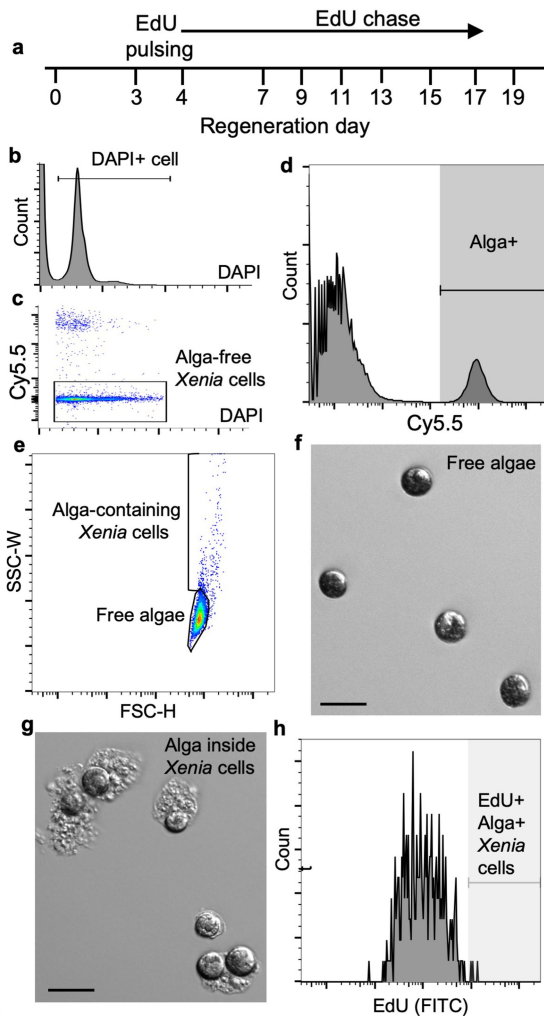 a
EdU
pulsing
EdU chase
0 3 4 7 9 11 13 15 17 19
Regeneration day
b
DAPI+ cell
Count
DAPI
c
Cy5.5
Alga-free
Xenia cells
DAPI
d
Count
Alga+
Cy5.5
e
SSC-W
Alga-containing
Xenia cells
Free algae
FSC-H
f
Free algae
g
Alga inside
Xenia cells
h
Coun
EdU+
Alga+
Xenia
cells
EdU (FITC)